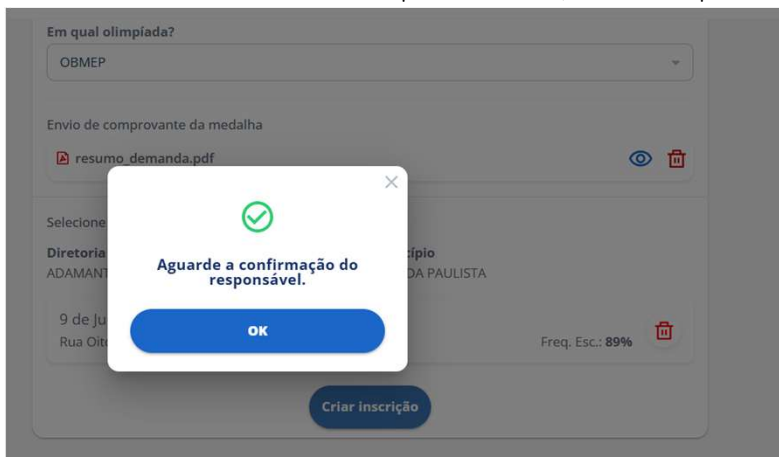 Em qual olimpíada?
OBMEP
Envio de comprovante da medalha
resumo_demanda.pdf
Selecione
Diretoria cípio
ADAMANT DA PAULISTA
Aguarde a confirmação do
responsável.
OK
9 de Ju
Rua Oito Freq. Esc.: 89%
Criar inscrição